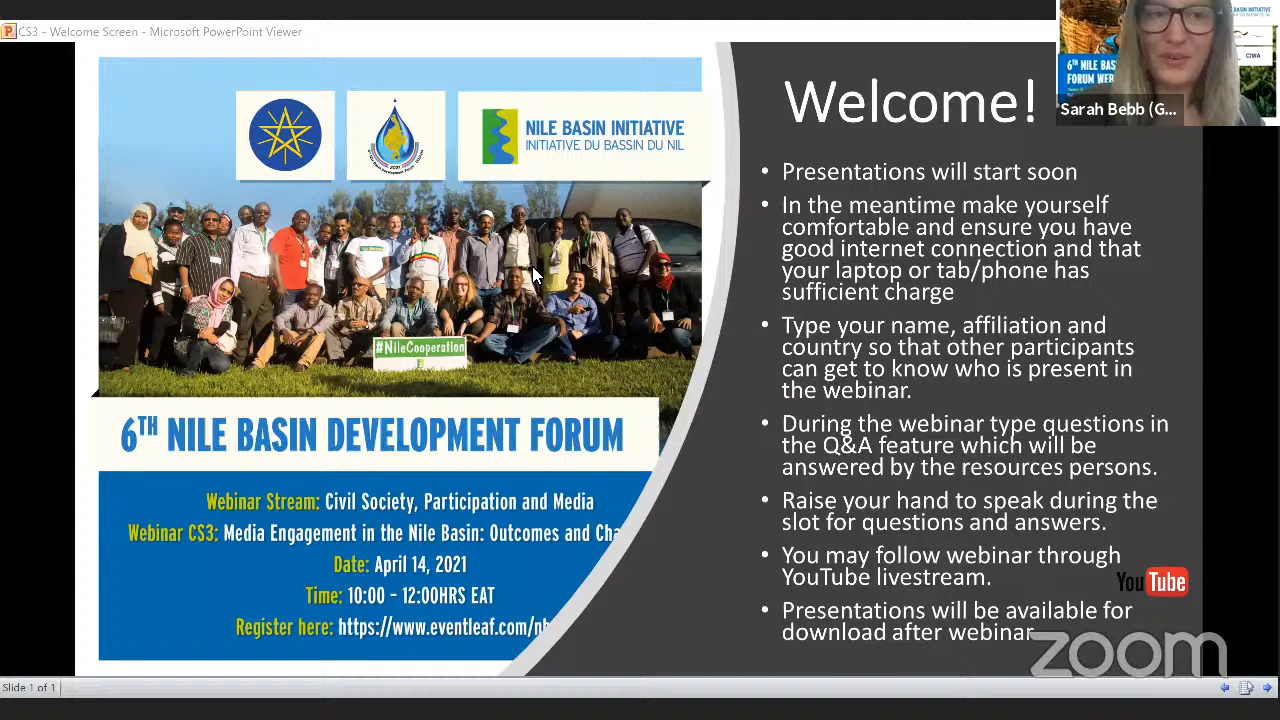 CS3 - Welcome Screen - Microsoft PowerPoint Viewer
NILE BASIN INITIATIVE
INITIATIVE DU BASSIN DU NIL
#NileCooperation
6TH NILE BASIN DEVELOPMENT FORUM
Webinar Stream: Civil Society, Participation and Media
Webinar CS3: Media Engagement in the Nile Basin: Outcomes and Cha
Date: April 14, 2021
Time: 10:00 - 12:00HRS EAT
Register here: https://www.eventleaf.com/nb
Welcome!
• Presentations will start soon
• In the meantime make yourself
comfortable and ensure you have
good internet connection and that
your laptop or tab/phone has
sufficient charge
• Type your name, affiliation and
country so that other participants
can get to know who is present in
the webinar.
• During the webinar type questions in
the Q&A feature which will be
answered by the resources persons.
• Raise your hand to speak during the
slot for questions and answers.
• You may follow webinar through
YouTube livestream.
YouTube
• Presentations will be available for
download after webinar
BASIN INITIATIVE
CIWA
6TH NILE BAS
FORUM WEB
Sarah Bebb (G...
zoom
Slide 1 of 1